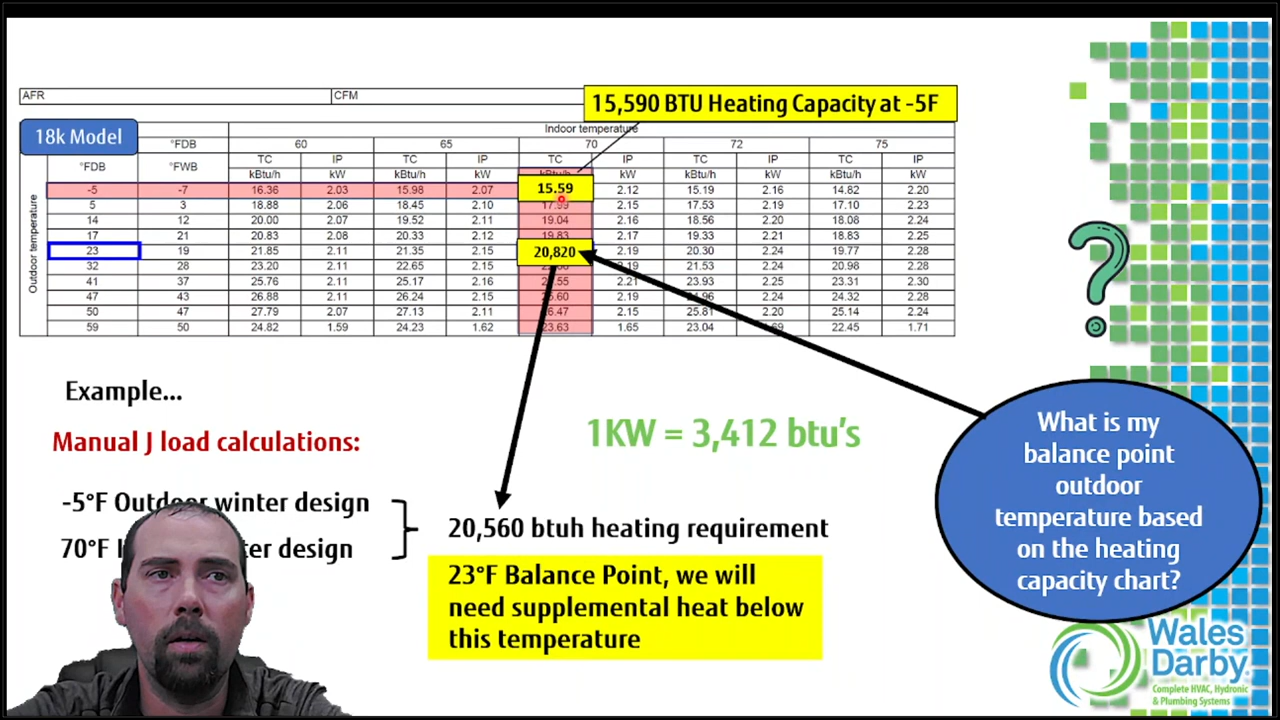 AFR CFM
15,590 BTU Heating Capacity at -5F
18k Model
Indoor temperature
°FDB 60 65 70 72 75
°FDB °FWB TC IP TC IP TC IP TC IP TC IP
kBtu/h kW kBtu/h kW kBtu/h kW kBtu/h kW kBtu/h kW
Outdoor temperature
-5 -7 16.36 2.03 15.98 2.07 15.59 2.12 15.19 2.16 14.82 2.20
5 3 18.88 2.06 18.45 2.10 17.99 2.15 17.53 2.19 17.10 2.23
14 12 20.00 2.07 19.52 2.11 19.04 2.16 18.56 2.20 18.08 2.24
17 21 20.83 2.08 20.33 2.12 19.83 2.17 19.33 2.21 18.83 2.25
23 19 21.85 2.11 21.35 2.15 20,820 2.19 20.30 2.24 19.77 2.28
32 28 23.20 2.11 22.65 2.15 2.19 21.53 2.24 20.98 2.28
41 37 25.76 2.11 25.17 2.16 2.21 23.93 2.25 23.31 2.30
47 43 26.88 2.11 26.24 2.15 2.19 2.24 24.32 2.28
50 47 27.79 2.07 27.13 2.11 2.15 25.81 2.20 25.14 2.24
59 50 24.82 1.59 24.23 1.62 23.63 1.65 23.04 22.45 1.71
Example...
Manual J load calculations:
-5°F Outdoor winter design
70°F design
1KW = 3,412 btu's
20,560 btuh heating requirement
23°F Balance Point, we will
need supplemental heat below
this temperature
What is my
balance point
outdoor
temperature based
on the heating
capacity chart?
Wales
Darby
Complete HVAC, Hydronic
& Plumbing Systems